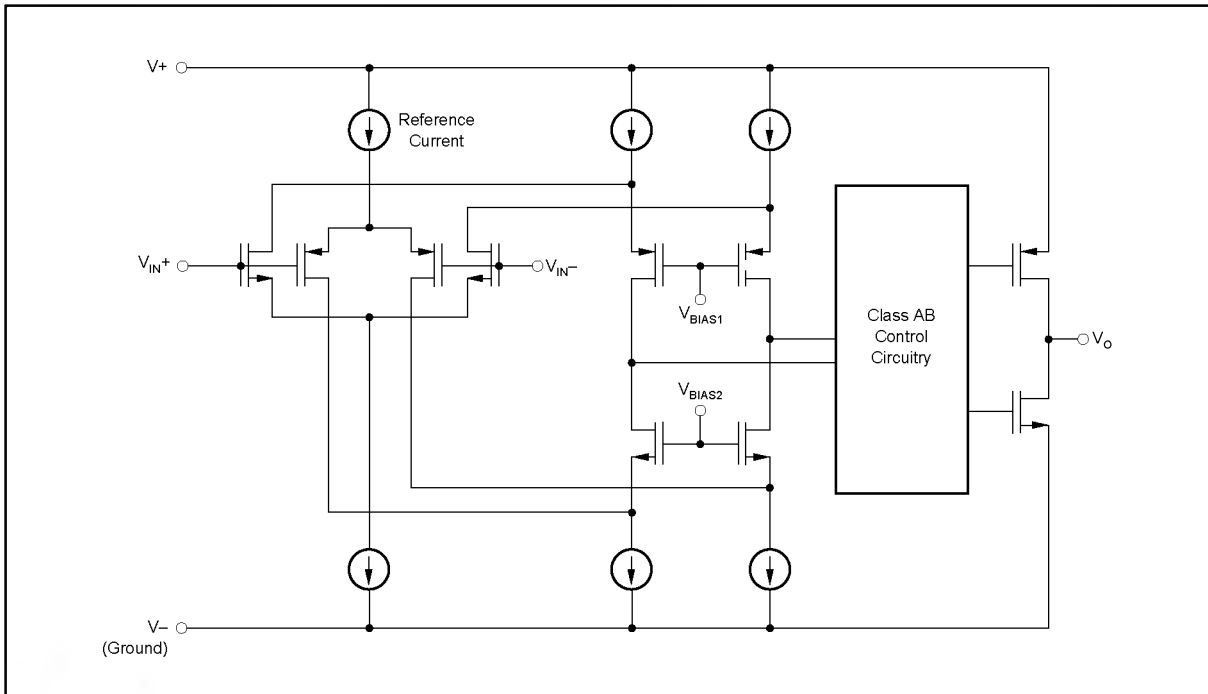 V+
Reference
Current
VIN+
VIN–
VBIAS1
Class AB
Control
Circuitry
VO
VBIAS2
V–
(Ground)